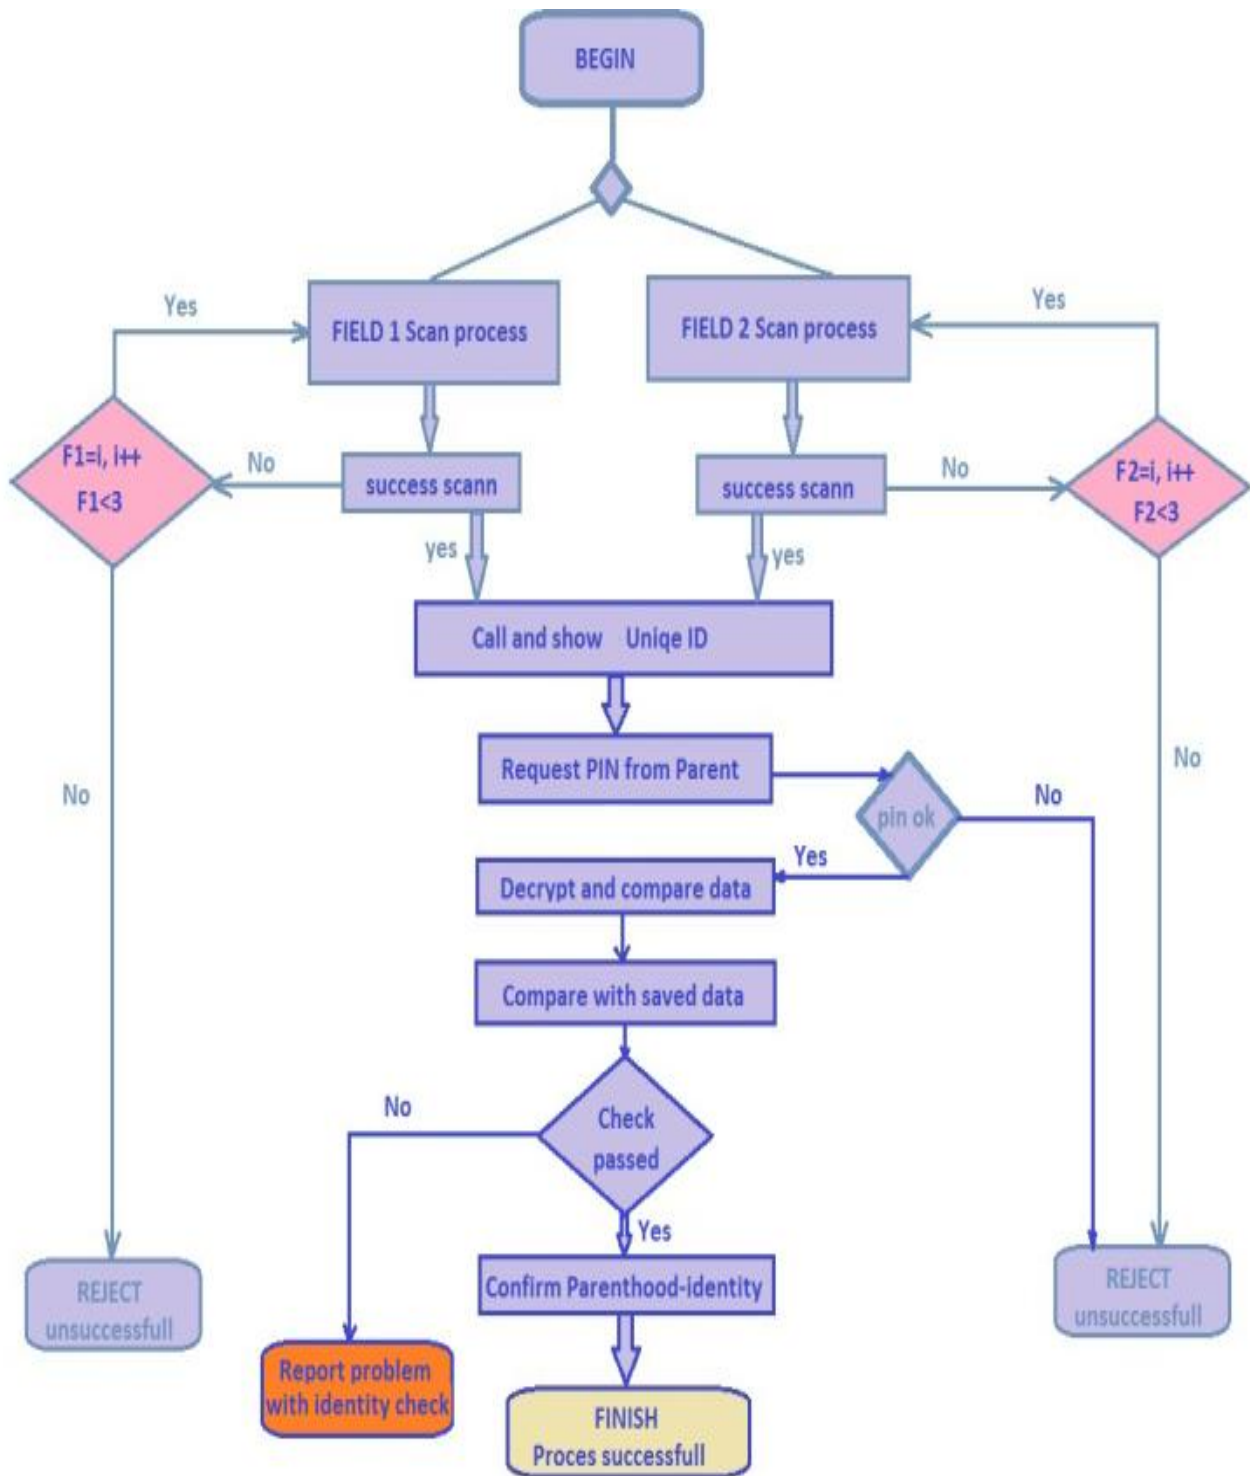 BEGIN
Yes
Yes
FIELD 1 Scan process
FIELD 2 Scan process
F1=i, i++
F1<3
No
success scann
success scann
No
F2=i, i++
F2<3
yes
yes
Call and show Uniqe ID
Request PIN from Parent
pin ok
No
No
No
Yes
Decrypt and compare data
Compare with saved data
No
Check
passed
Yes
Confirm Parenthood-identity
REJECT
unsuccessfull
REJECT
unsuccessfull
Report problem
with identity check
FINISH
Proces successfull